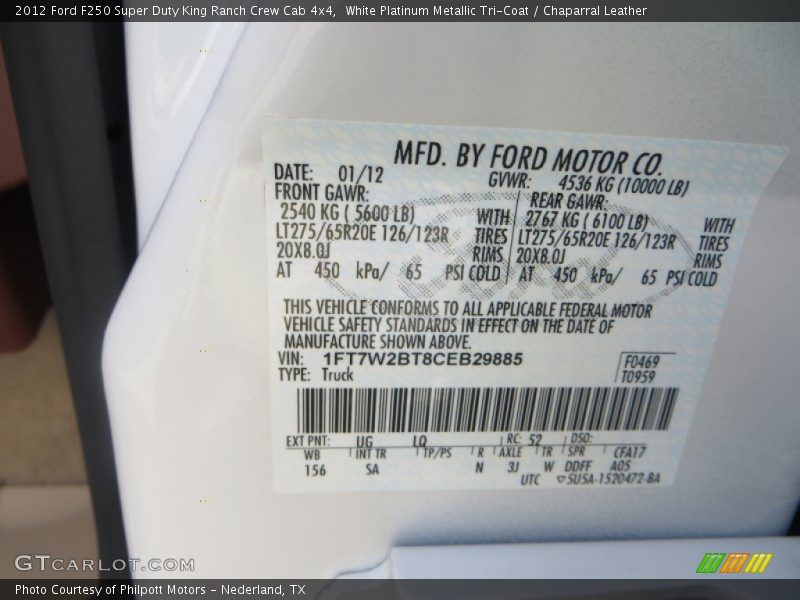 2012 Ford F250 Super Duty King Ranch Crew Cab 4x4,  White Platinum Metallic Tri-Coat / Chaparral Leather
MFD. BY FORD MOTOR CO.
DATE: 01/12 GVWR: 4536 KG (10000 LB)
FRONT GAWR: REAR GAWR:
2540 KG ( 5600 LB) WITH 2767 KG ( 6100 LB) WITH
LT275/65R20E 126/123R TIRES LT275/65R20E 126/123R TIRES
20X8.0J RIMS 20X8.0J RIMS
AT 450 kPa/ 65 PSI COLD AT 450 kPa/ 65 PSI COLD
THIS VEHICLE CONFORMS TO ALL APPLICABLE FEDERAL MOTOR
VEHICLE SAFETY STANDARDS IN EFFECT ON THE DATE OF
MANUFACTURE SHOWN ABOVE.
VIN: 1FT7W2BT8CEB29885 F0469
TYPE: Truck T0959
EXT PNT: UG LQ RC: 52 DSO:
WB INT TR TP/PS R AXLE TR SPR CFA17
156 SA N 3J W DDFF A05
UTC ▽5U5A-1520472-BA
GTCARLOT.COM
Photo Courtesy of Philpott Motors - Nederland, TX